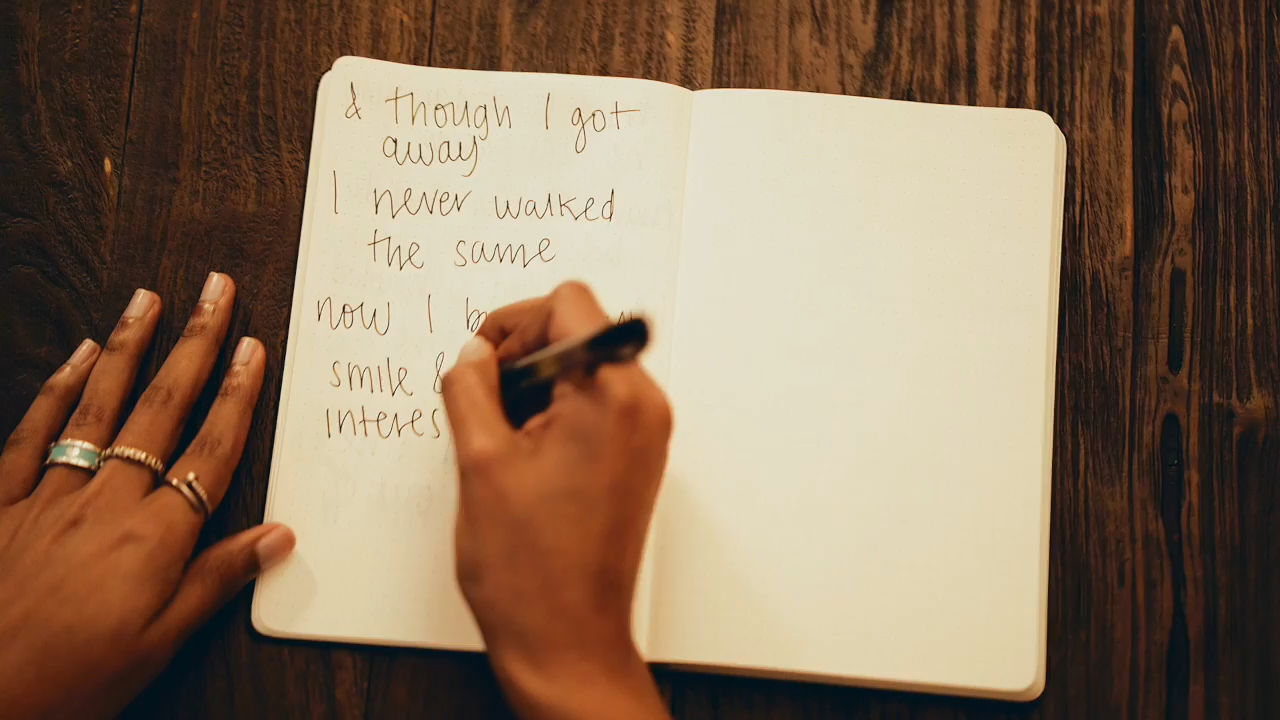 & though I got
away
I never walked
the same
now I
smile &